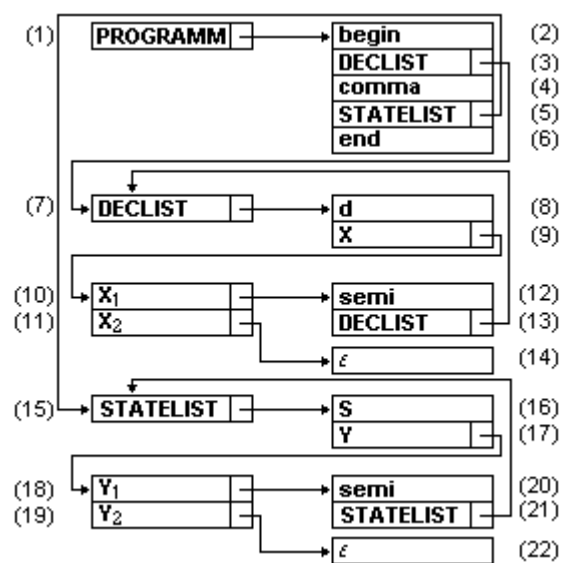 (1) PROGRAMM begin (2)
DECLIST (3)
comma (4)
STATELIST (5)
end (6)
(7) DECLIST d (8)
X (9)
(10) X₁ semi (12)
(11) X₂ DECLIST (13)
ε (14)
(15) STATELIST S (16)
Y (17)
(18) Y₁ semi (20)
(19) Y₂ STATELIST (21)
ε (22)